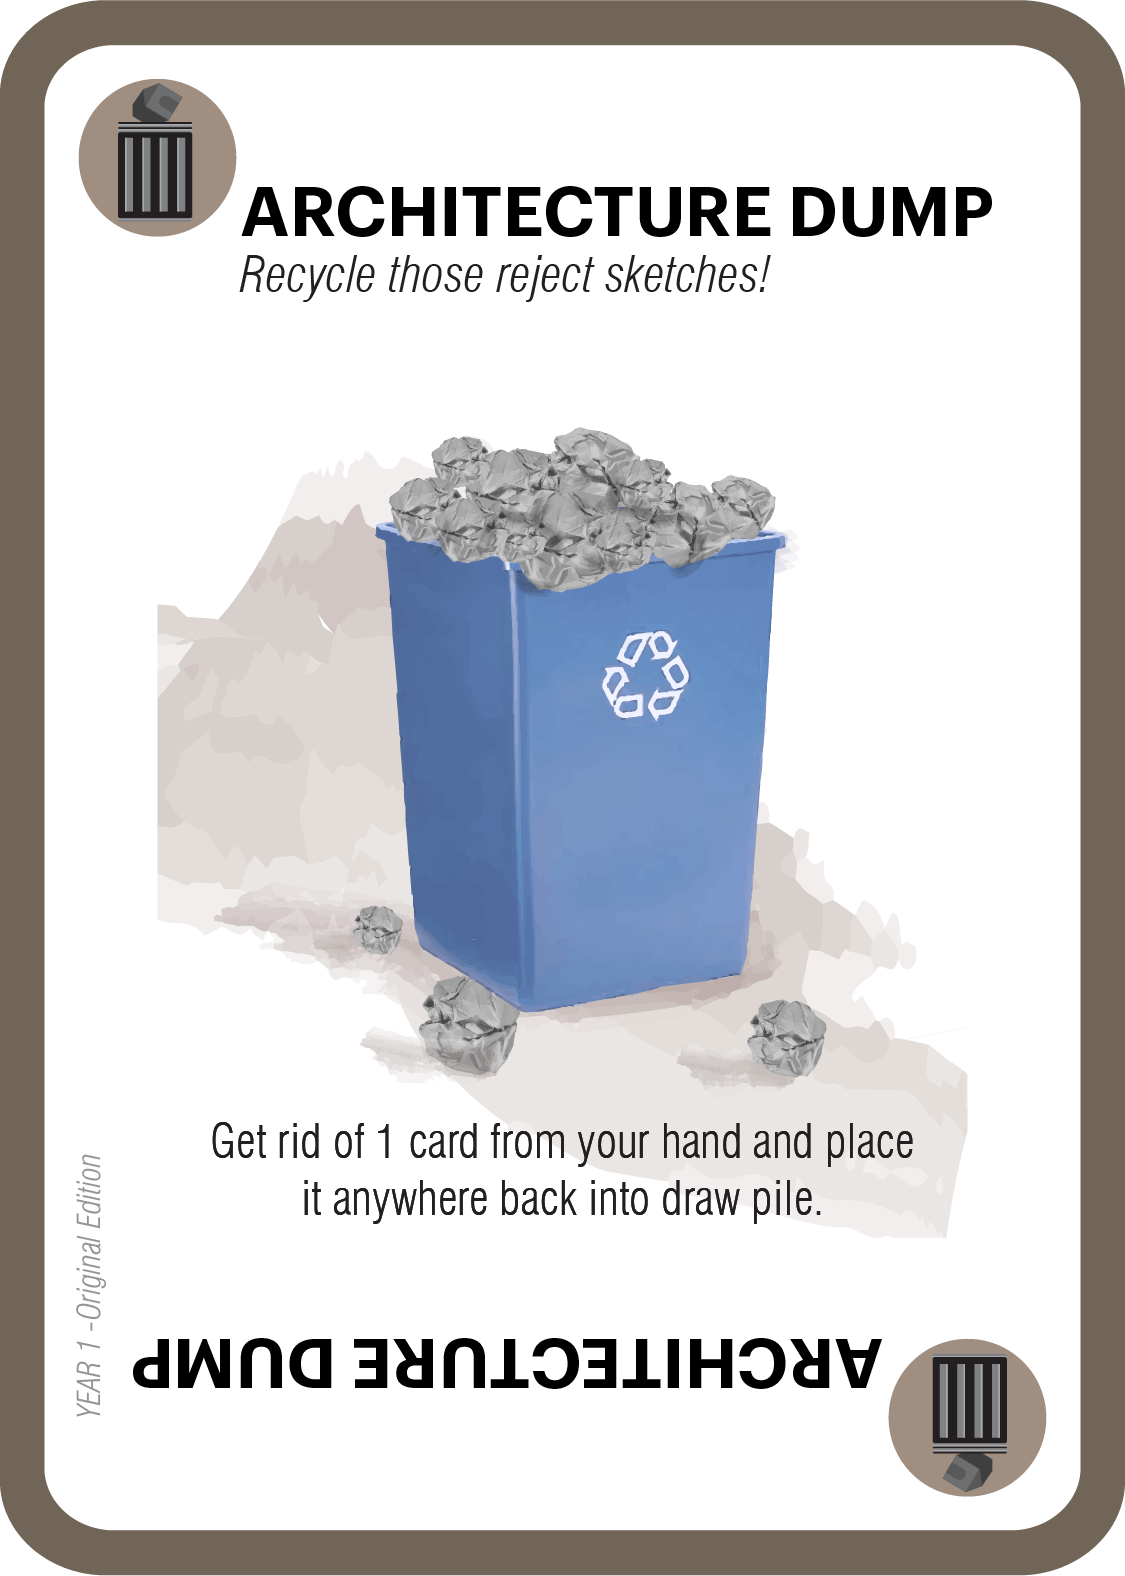 ARCHITECTURE DUMP
Recycle those reject sketches!
Get rid of 1 card from your hand and place
it anywhere back into draw pile.
YEAR 1 -Original Edition
ARCHITECTURE DUMP